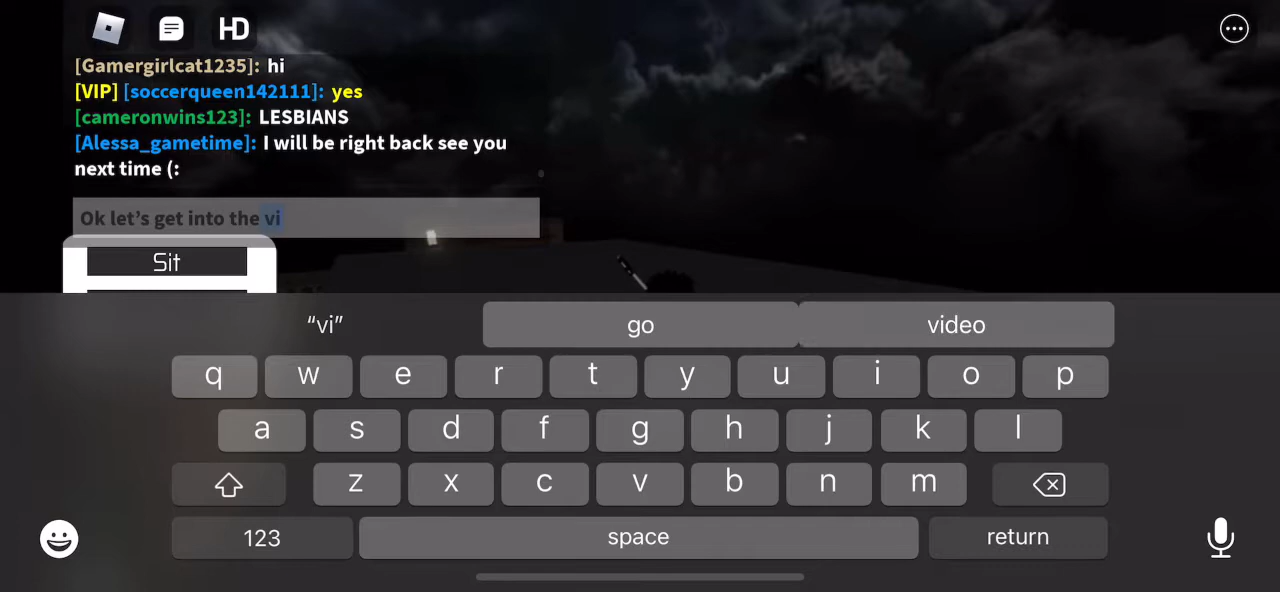 HD
[Gamergirlcat1235]: hi
[VIP] [soccerqueen142111]: yes
[cameronwins123]: LESBIANS
[Alessa_gametime]: I will be right back see you
next time (:
Ok let’s get into the vi
Sit
“vi” go video
q w e r t y u i o p
a s d f g h j k l
z x c v b n m
123 space return